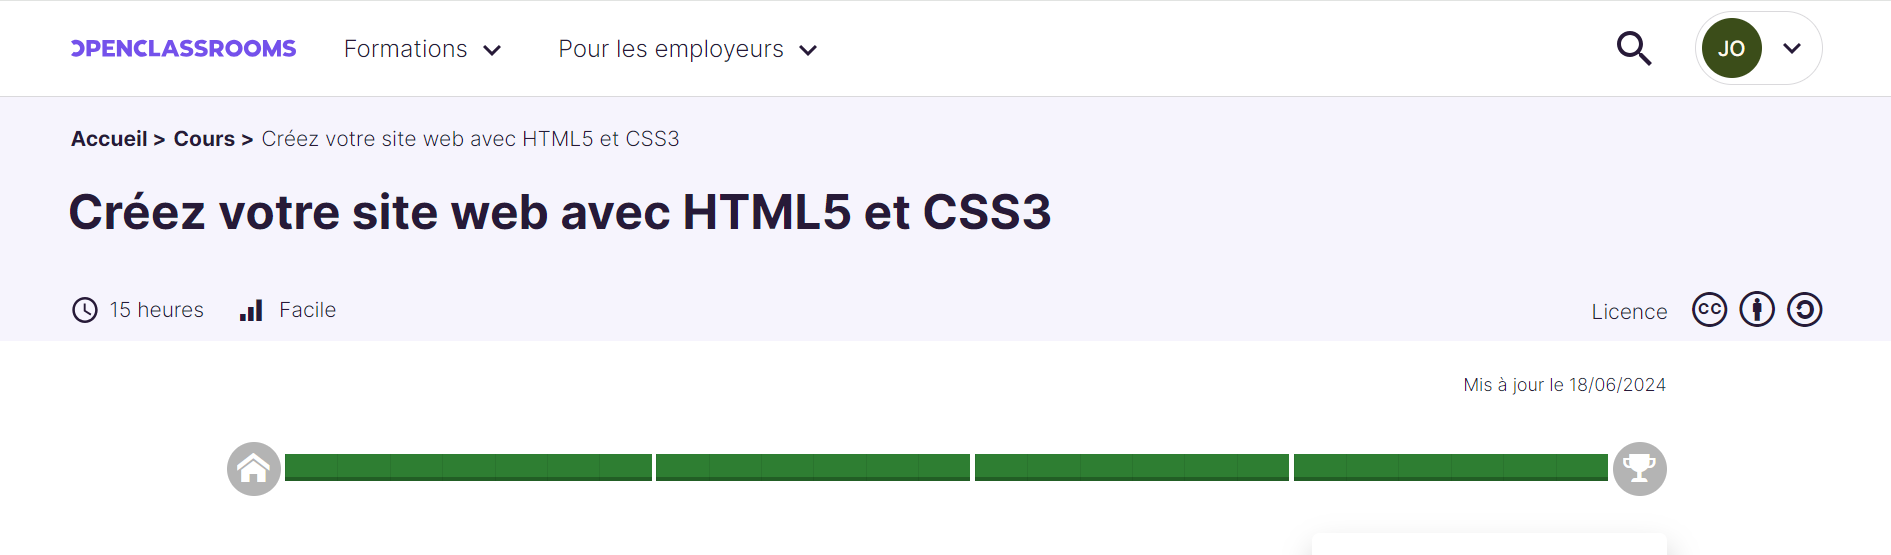 OPENCLASSROOMS Formations Pour les employeurs JO
Accueil > Cours > Créez votre site web avec HTML5 et CSS3
Créez votre site web avec HTML5 et CSS3
15 heures Facile Licence CC
Mis à jour le 18/06/2024